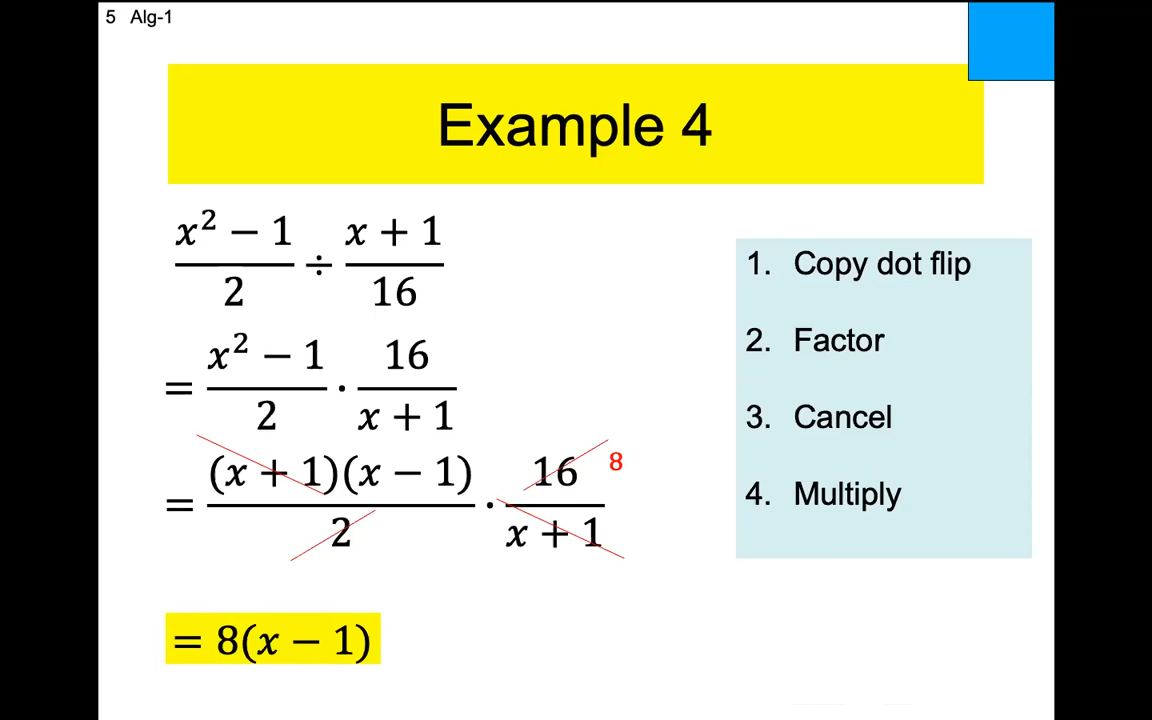 5 Alg-1
Example 4
x² − 1 / 2 ÷ x + 1 / 16
= x² − 1 / 2 · 16 / x + 1
= (x + 1)(x − 1) / 2 · 16 / x + 1 8
= 8(x − 1)
1. Copy dot flip
2. Factor
3. Cancel
4. Multiply